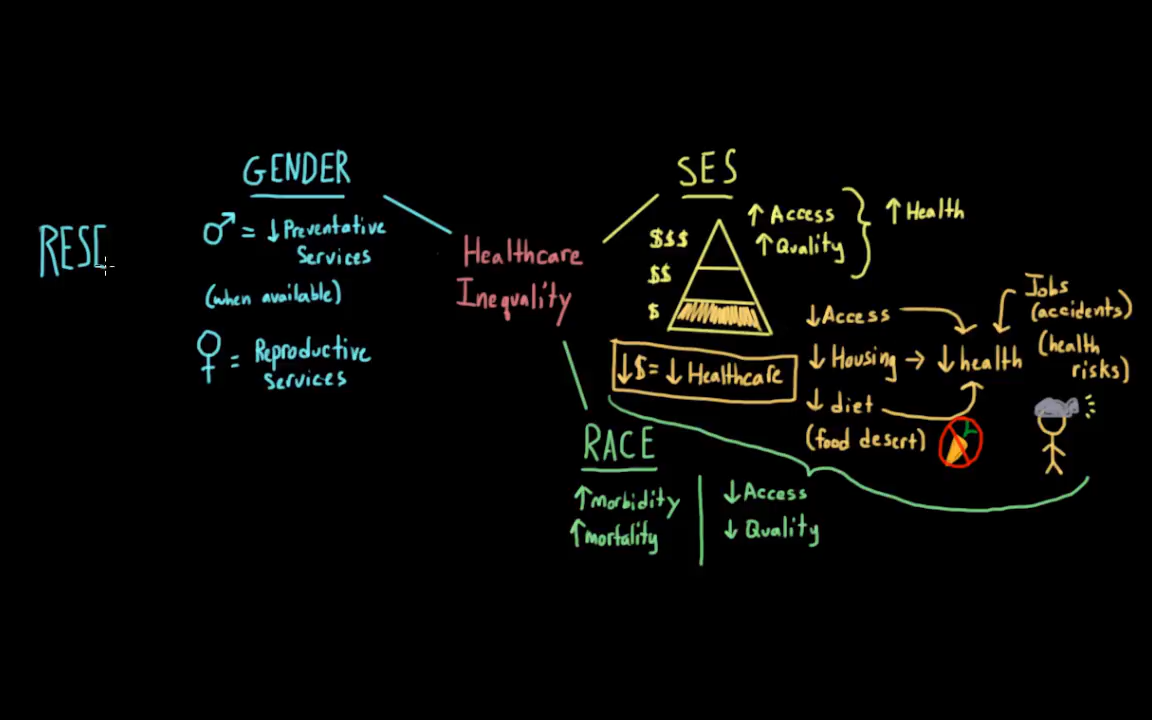 GENDER
♂ = ↓ Preventative
Services
(when available)
♀ = Reproductive
services
Healthcare
Inequality
SES
$$$
$$
$
↑ Access
↑ Quality
↑ Health
↓ $ = ↓ Healthcare
↓ Access
↓ Housing → ↓ health
↓ diet
(food desert)
Jobs
(accidents)
(health
risks)
RACE
↑ morbidity
↑ mortality
↓ Access
↓ Quality